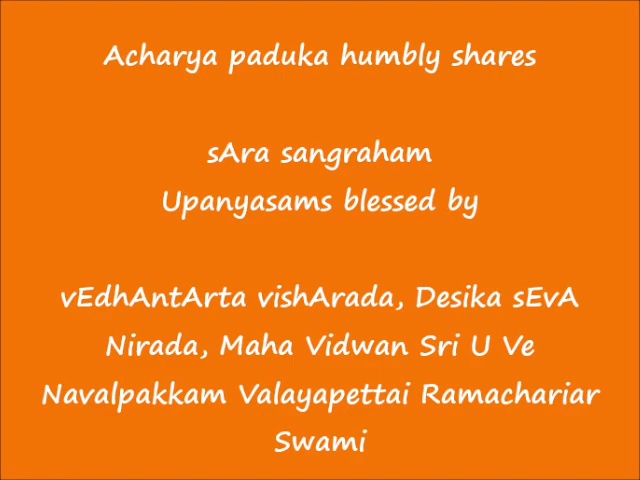 Acharya paduka humbly shares
sAra sangraham
Upanyasams blessed by
vEdhAntArta vishArada, Desika sEvA
Nirada, Maha Vidwan Sri U Ve
Navalpakkam Valayapettai Ramachariar
Swami